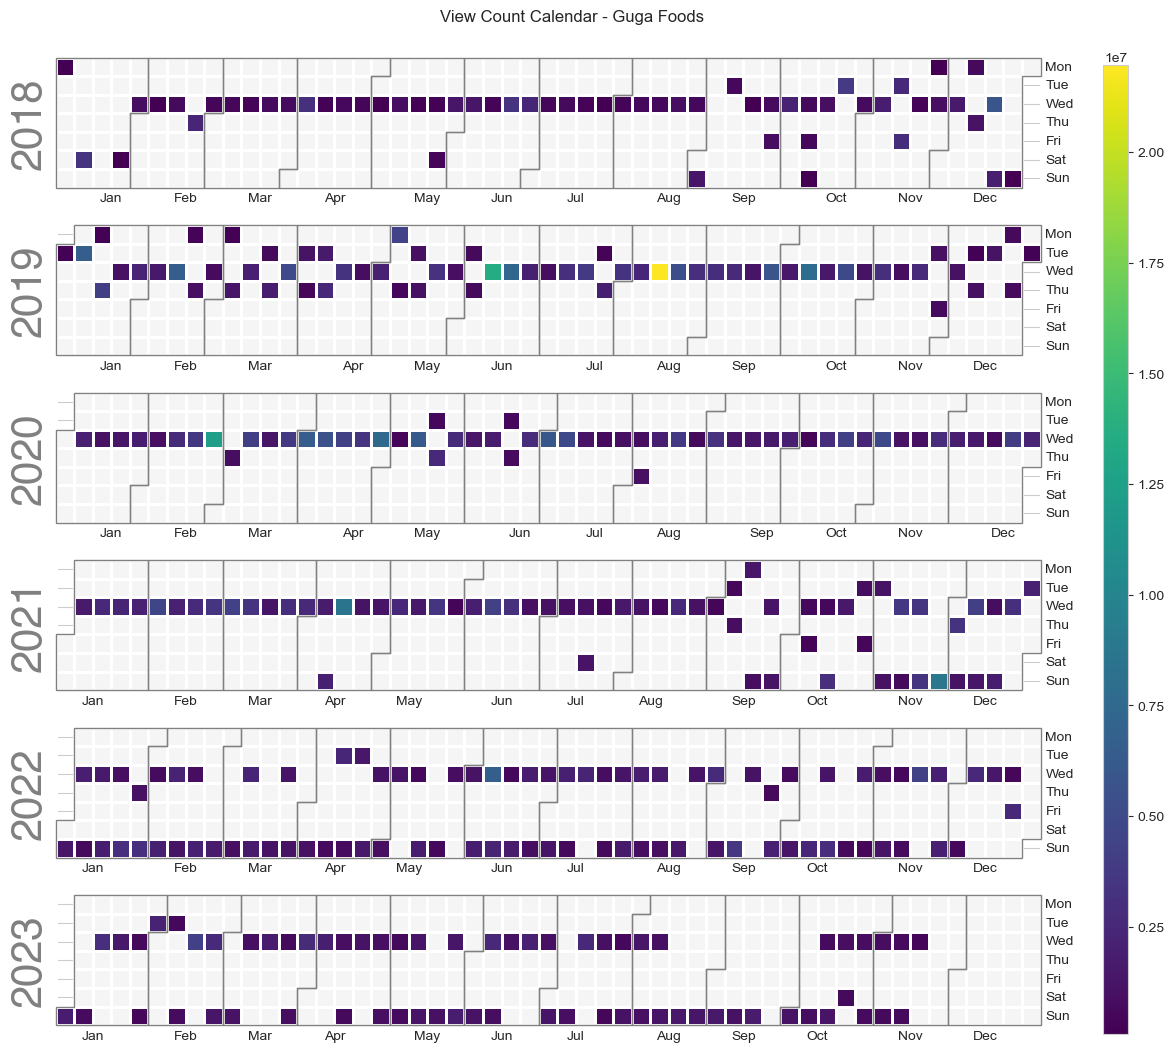 View Count Calendar - Guga Foods
1e7
2018
Mon
Tue
Wed
Thu
Fri
Sat
Sun
Jan Feb Mar Apr May Jun Jul Aug Sep Oct Nov Dec
2019
Mon
Tue
Wed
Thu
Fri
Sat
Sun
Jan Feb Mar Apr May Jun Jul Aug Sep Oct Nov Dec
2020
Mon
Tue
Wed
Thu
Fri
Sat
Sun
Jan Feb Mar Apr May Jun Jul Aug Sep Oct Nov Dec
2021
Mon
Tue
Wed
Thu
Fri
Sat
Sun
Jan Feb Mar Apr May Jun Jul Aug Sep Oct Nov Dec
2022
Mon
Tue
Wed
Thu
Fri
Sat
Sun
Jan Feb Mar Apr May Jun Jul Aug Sep Oct Nov Dec
2023
Mon
Tue
Wed
Thu
Fri
Sat
Sun
Jan Feb Mar Apr May Jun Jul Aug Sep Oct Nov Dec
2.00
1.75
1.50
1.25
1.00
0.75
0.50
0.25